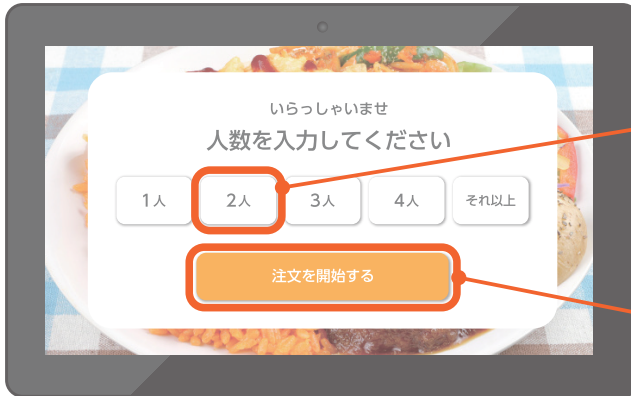 いらっしゃいませ
人数を入力してください
1人 2人 3人 4人 それ以上
注文を開始する